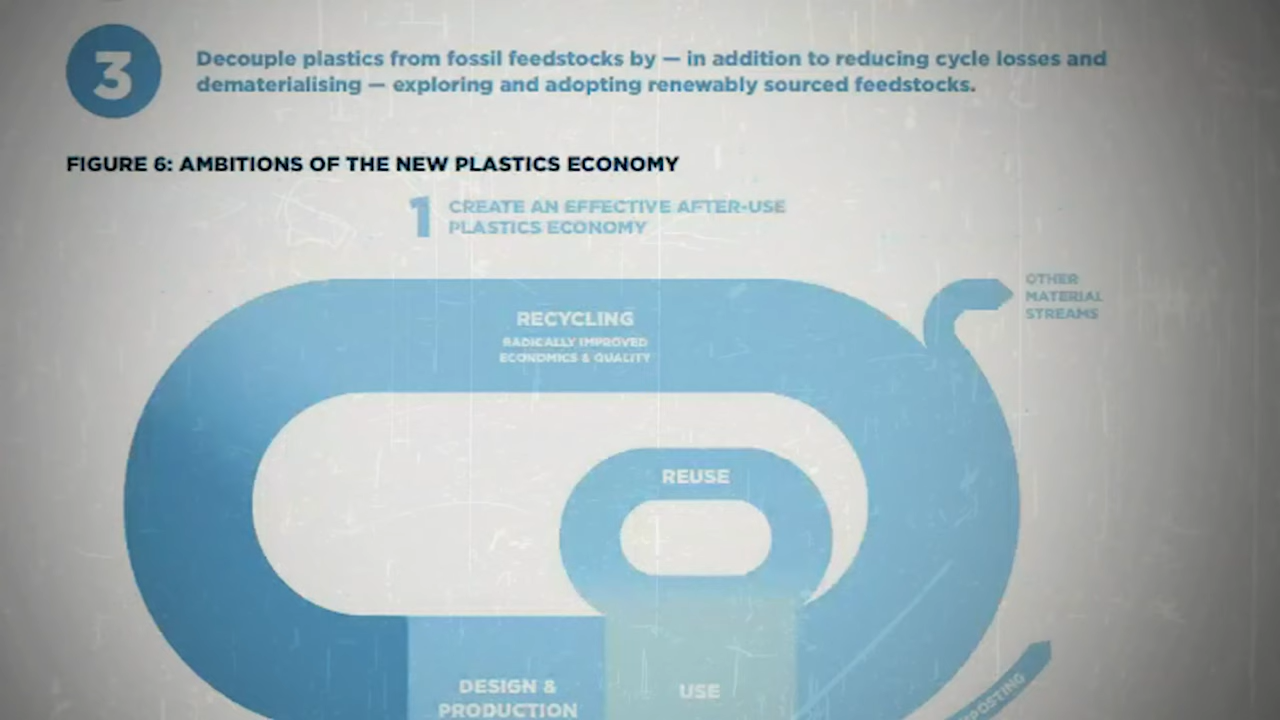 3
Decouple plastics from fossil feedstocks by — in addition to reducing cycle losses and
dematerialising — exploring and adopting renewably sourced feedstocks.
FIGURE 6: AMBITIONS OF THE NEW PLASTICS ECONOMY
1
CREATE AN EFFECTIVE AFTER-USE
PLASTICS ECONOMY
OTHER
MATERIAL
STREAMS
RECYCLING
RADICALLY IMPROVED
ECONOMICS & QUALITY
REUSE
DESIGN &
PRODUCTION
USE